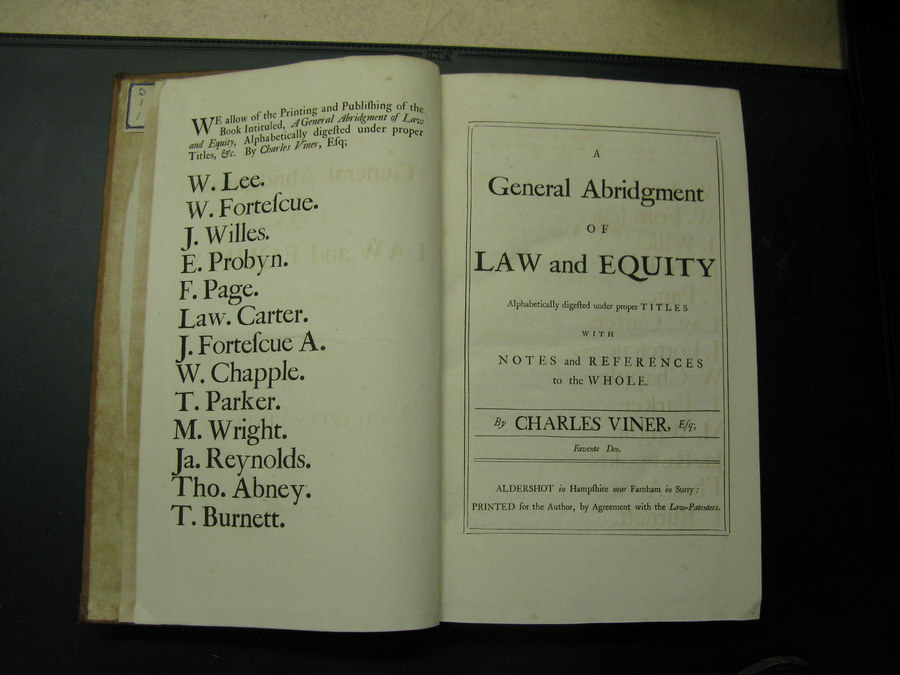 WE allow of the Printing and Publiſhing of the
Book Intituled, A General Abridgment of Law
and Equity, Alphabetically digeſted under proper
Titles, &c. By Charles Viner, Eſq;
W. Lee.
W. Forteſcue.
J. Willes.
E. Probyn.
F. Page.
Law. Carter.
J. Forteſcue A.
W. Chapple.
T. Parker.
M. Wright.
Ja. Reynolds.
Tho. Abney.
T. Burnett.
A
General Abridgment
OF
LAW and EQUITY
Alphabetically digeſted under proper TITLES
WITH
NOTES and REFERENCES
to the WHOLE.
By CHARLES VINER, Eſq;
Favente Deo.
ALDERSHOT in Hampſhire near Farnham in Surry:
PRINTED for the Author, by Agreement with the Law-Patentees.